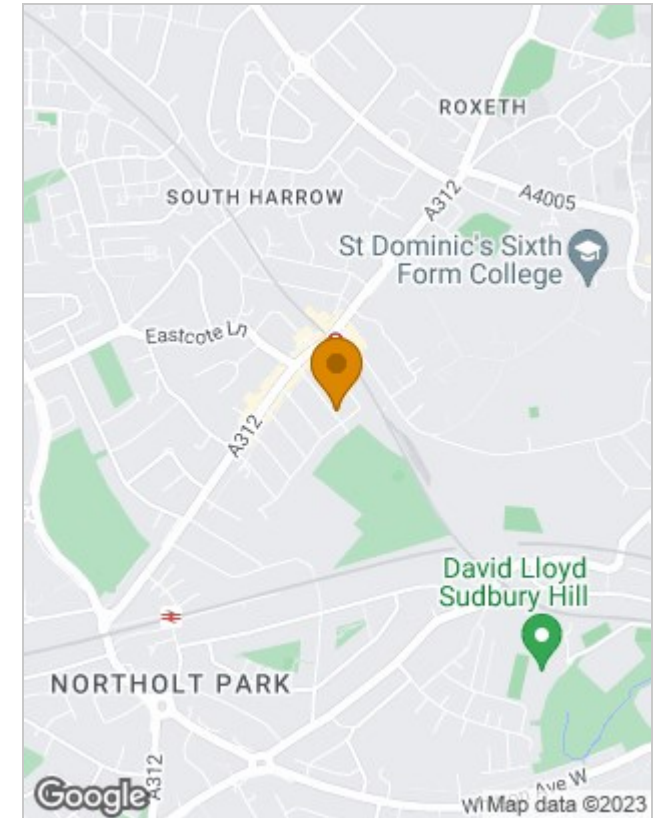 ROXETH
SOUTH HARROW
A312
A4005
St Dominic's Sixth
Form College
Eastcote Ln
A312
David Lloyd
Sudbury Hill
NORTHOLT PARK
A312
Ave W
Google
Map data ©2023